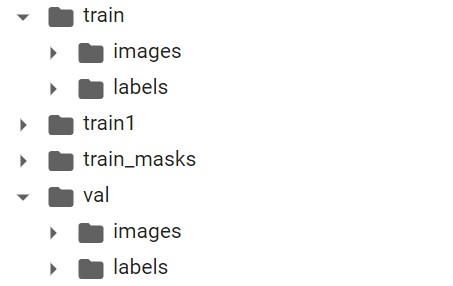 train
images
labels
train1
train_masks
val
images
labels